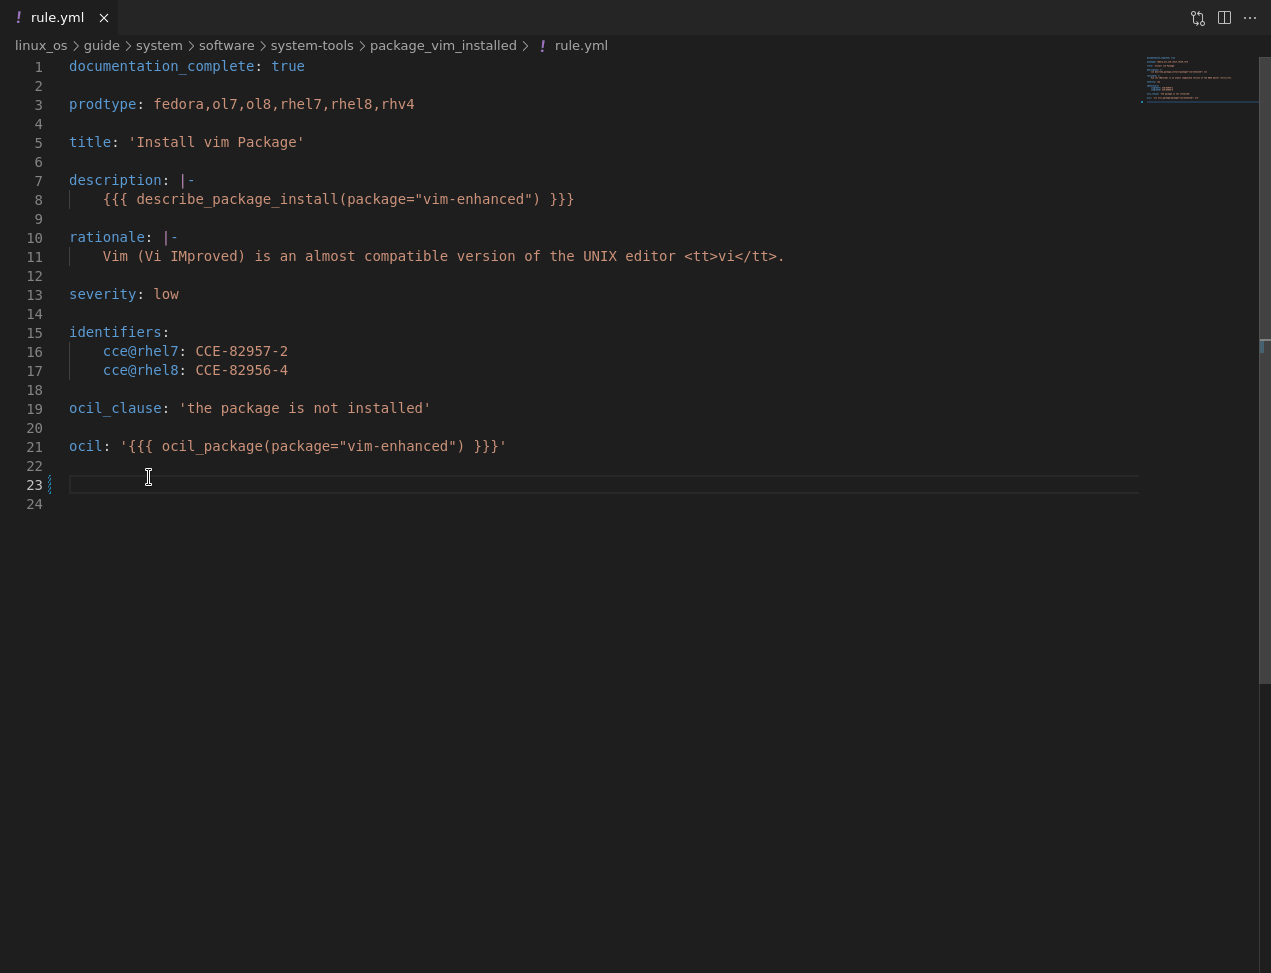 ! rule.yml ×
linux_os > guide > system > software > system-tools > package_vim_installed > ! rule.yml
1 documentation_complete: true
2
3 prodtype: fedora,ol7,ol8,rhel7,rhel8,rhv4
4
5 title: 'Install vim Package'
6
7 description: |-
8 {{{ describe_package_install(package="vim-enhanced") }}}
9
10 rationale: |-
11 Vim (Vi IMproved) is an almost compatible version of the UNIX editor <tt>vi</tt>.
12
13 severity: low
14
15 identifiers:
16 cce@rhel7: CCE-82957-2
17 cce@rhel8: CCE-82956-4
18
19 ocil_clause: 'the package is not installed'
20
21 ocil: '{{{ ocil_package(package="vim-enhanced") }}}'
22
23
24